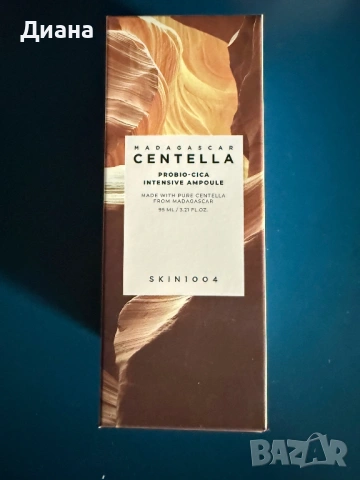 Диана
MADAGASCAR
CENTELLA
PROBIO-CICA
INTENSIVE AMPOULE
MADE WITH PURE CENTELLA
FROM MADAGASCAR
95 ML / 3.21 FL.OZ.
SKIN1004
BAZAR
bg